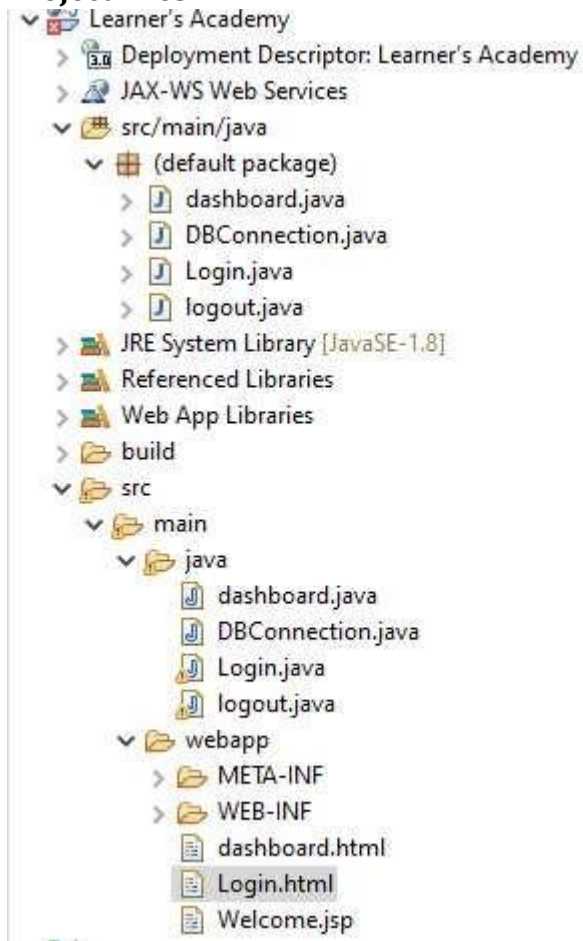 Learner's Academy
Deployment Descriptor: Learner's Academy
JAX-WS Web Services
src/main/java
(default package)
dashboard.java
DBConnection.java
Login.java
logout.java
JRE System Library [JavaSE-1.8]
Referenced Libraries
Web App Libraries
build
src
main
java
dashboard.java
DBConnection.java
Login.java
logout.java
webapp
META-INF
WEB-INF
dashboard.html
Login.html
Welcome.jsp